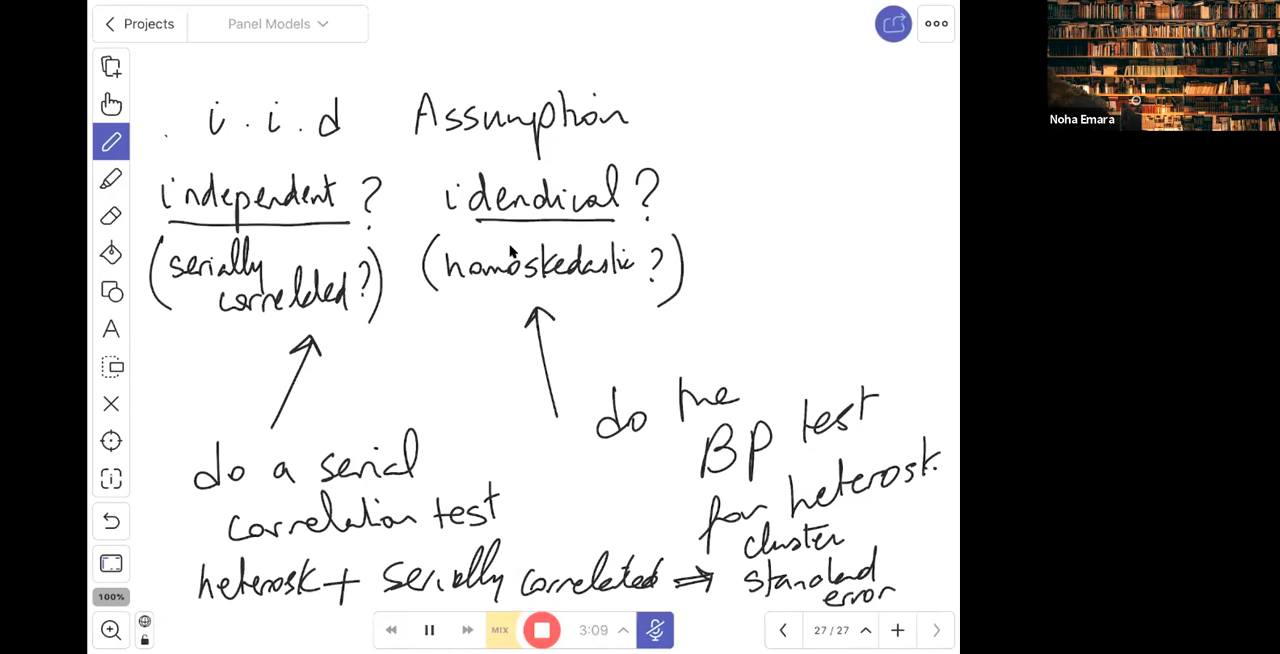 Projects
Panel Models
i.i.d Assumption
independent ? idendical ?
(serially correlated ?) (homoskedastic ?)
do a serial
correlation test
do the
BP test
for heterosk.
heterosk + serially correlated ⇒ cluster
standard
error
A
100%
MIX
3:09
27 / 27
Noha Emara